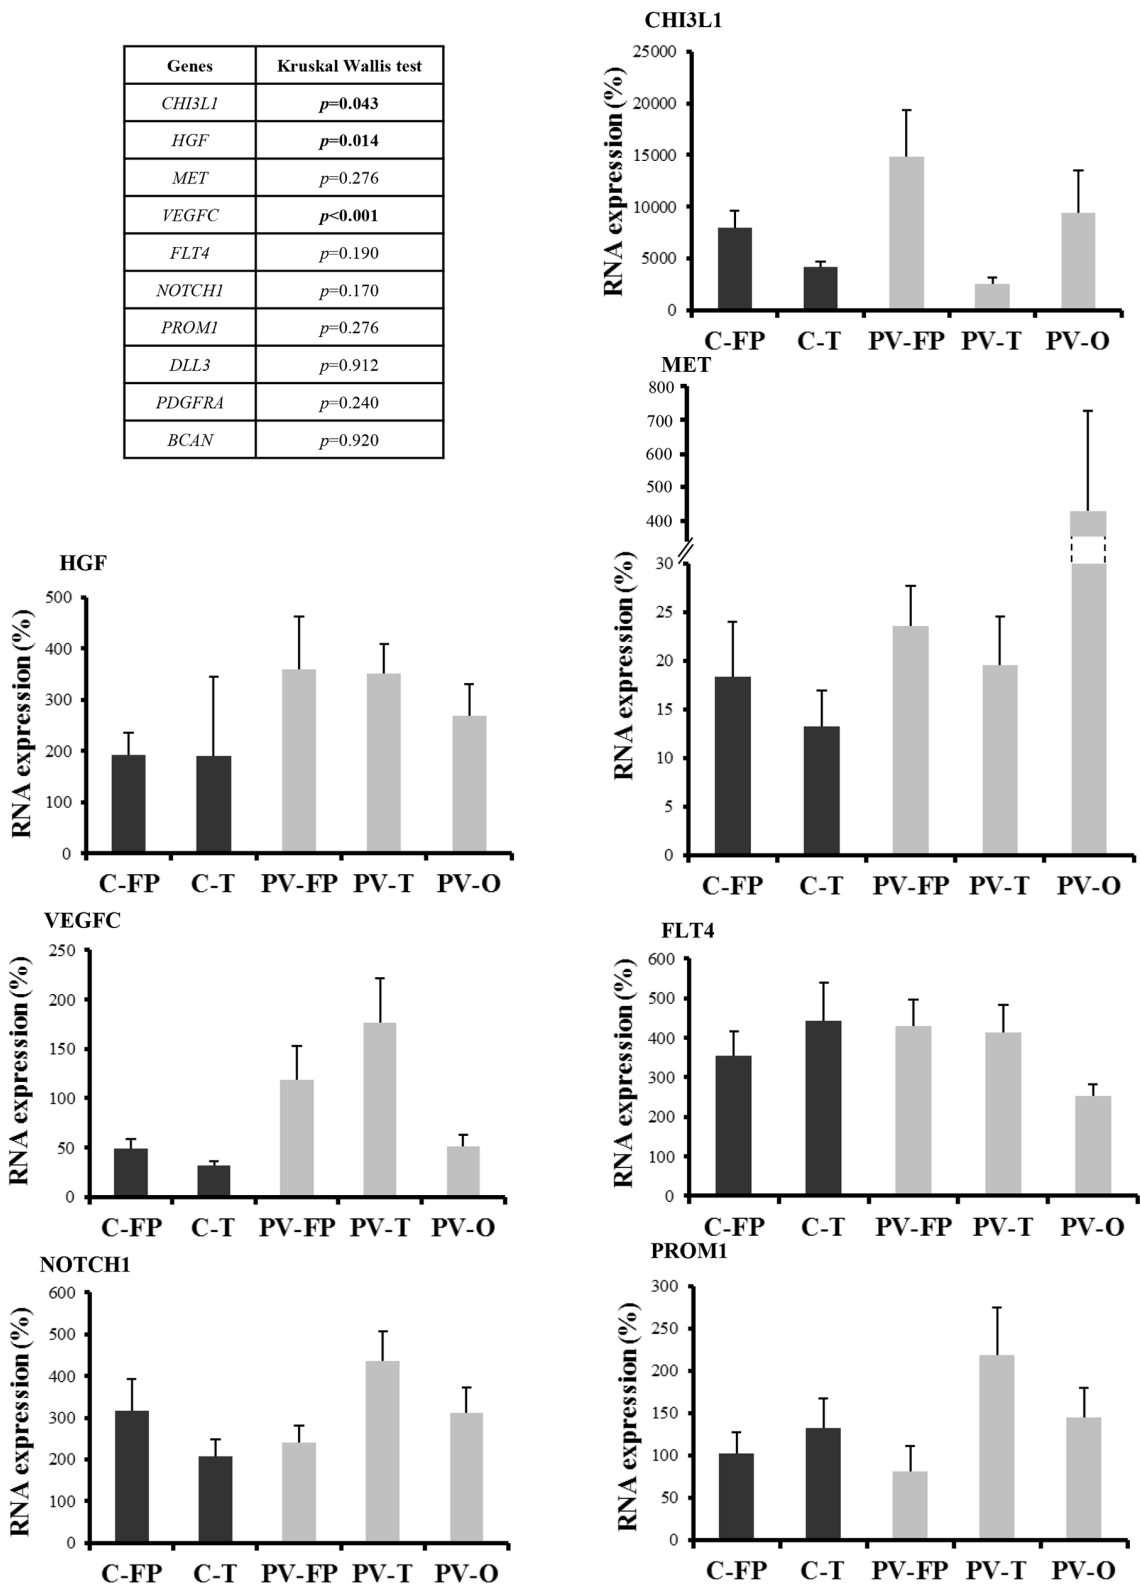 Genes Kruskal Wallis test
CHI3L1 p=0.043
HGF p=0.014
MET p=0.276
VEGFC p<0.001
FLT4 p=0.190
NOTCH1 p=0.170
PROM1 p=0.276
DLL3 p=0.912
PDGFRA p=0.240
BCAN p=0.920
CHI3L1
RNA expression (%)
25000
20000
15000
10000
5000
0
C-FP C-T PV-FP PV-T PV-O
MET
RNA expression (%)
800
700
600
500
400
30
25
20
15
10
5
0
C-FP C-T PV-FP PV-T PV-O
HGF
RNA expression (%)
500
400
300
200
100
0
C-FP C-T PV-FP PV-T PV-O
VEGFC
RNA expression (%)
250
200
150
100
50
0
C-FP C-T PV-FP PV-T PV-O
FLT4
RNA expression (%)
600
500
400
300
200
100
0
C-FP C-T PV-FP PV-T PV-O
NOTCH1
RNA expression (%)
600
500
400
300
200
100
0
C-FP C-T PV-FP PV-T PV-O
PROM1
RNA expression (%)
300
250
200
150
100
50
0
C-FP C-T PV-FP PV-T PV-O